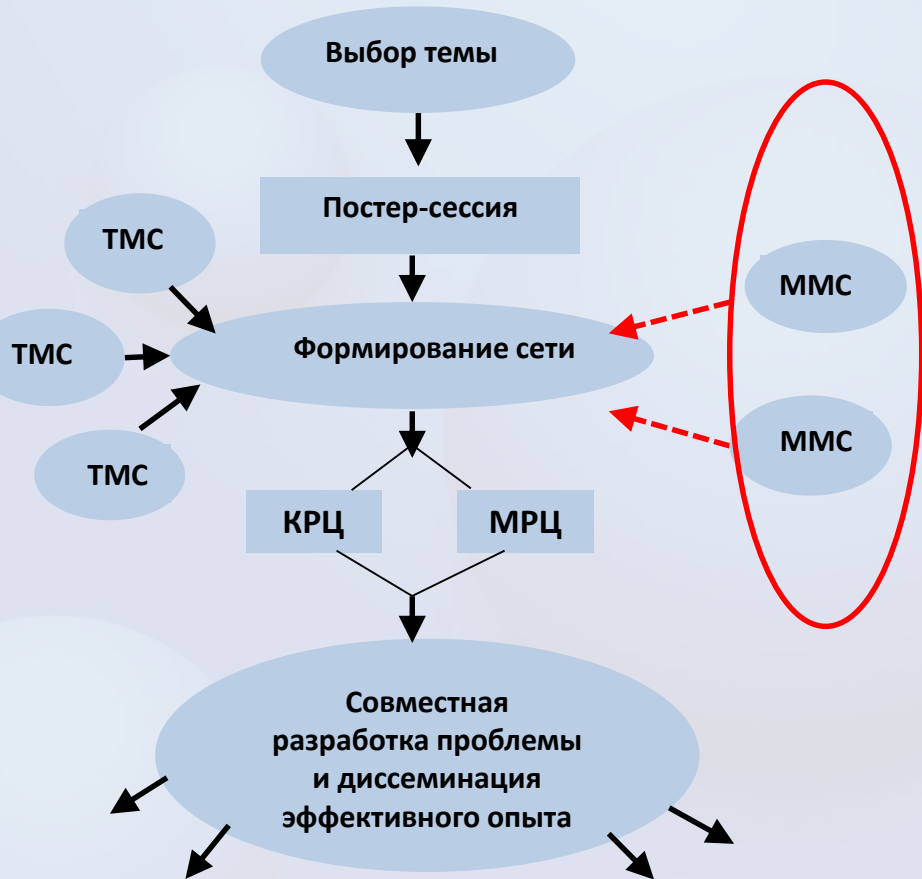 Выбор темы
Постер-сессия
ТМС
ММС
ТМС
Формирование сети
ТМС
ММС
КРЦ
МРЦ
Совместная
разработка проблемы
и диссеминация
эффективного опыта